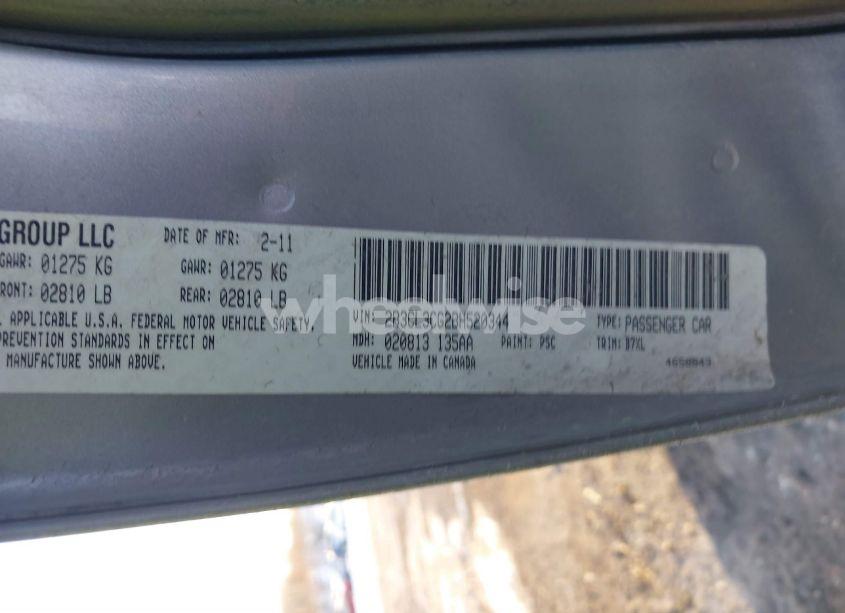 GROUP LLC
DATE OF MFR: 2-11
GAWR: 01275 KG
GAWR: 01275 KG
FRONT: 02810 LB
REAR: 02810 LB
APPLICABLE U.S.A. FEDERAL MOTOR VEHICLE SAFETY,
PREVENTION STANDARDS IN EFFECT ON
MANUFACTURE SHOWN ABOVE.
VIN:
TYPE: PASSENGER CAR
MDH: 020813 135AA
PAINT: PSC
TRIM: B7XL
VEHICLE MADE IN CANADA
wheelwise